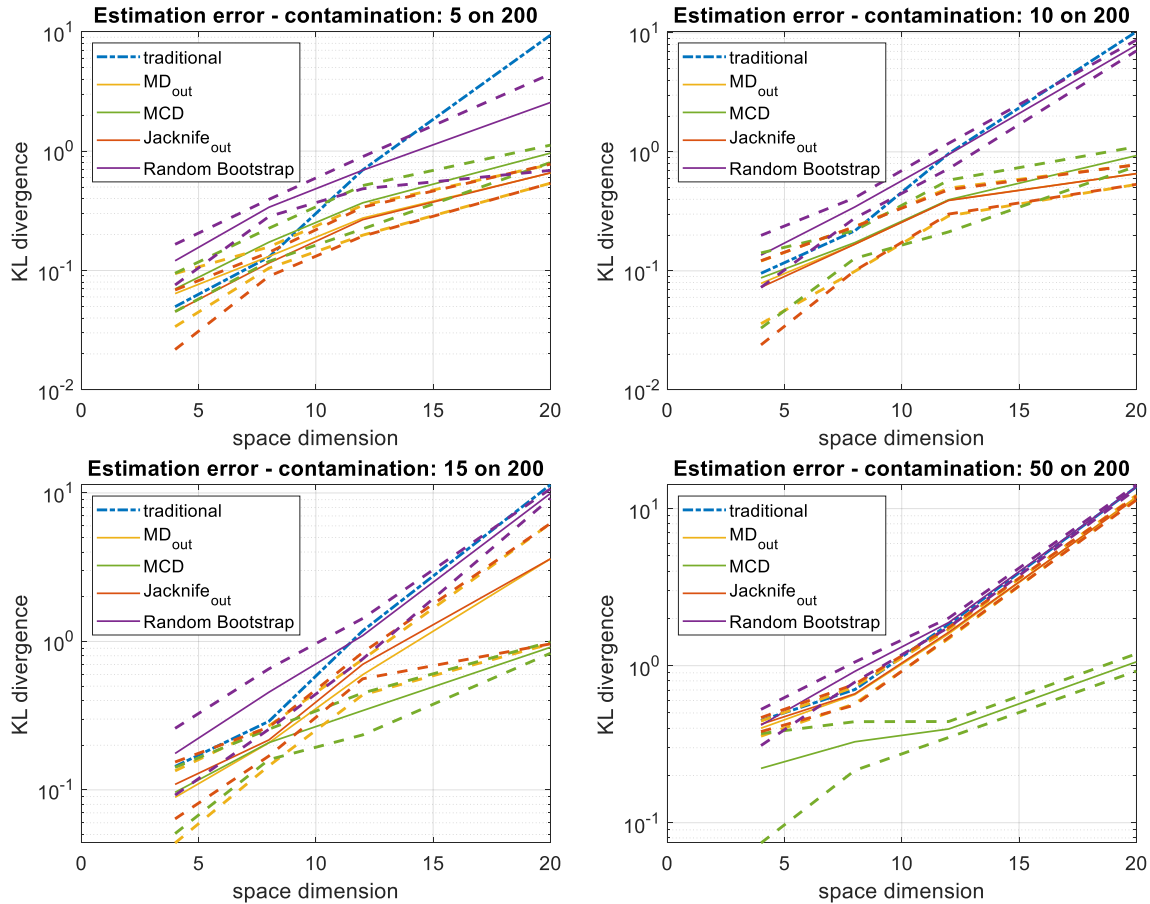 Estimation error - contamination: 5 on 200
10^1
10^0
10^-1
10^-2
KL divergence
traditional
MD_out
MCD
Jacknife_out
Random Bootstrap
0 5 10 15 20
space dimension
Estimation error - contamination: 10 on 200
10^1
10^0
10^-1
10^-2
KL divergence
traditional
MD_out
MCD
Jacknife_out
Random Bootstrap
0 5 10 15 20
space dimension
Estimation error - contamination: 15 on 200
10^1
10^0
10^-1
KL divergence
traditional
MD_out
MCD
Jacknife_out
Random Bootstrap
0 5 10 15 20
space dimension
Estimation error - contamination: 50 on 200
10^1
10^0
10^-1
KL divergence
traditional
MD_out
MCD
Jacknife_out
Random Bootstrap
0 5 10 15 20
space dimension